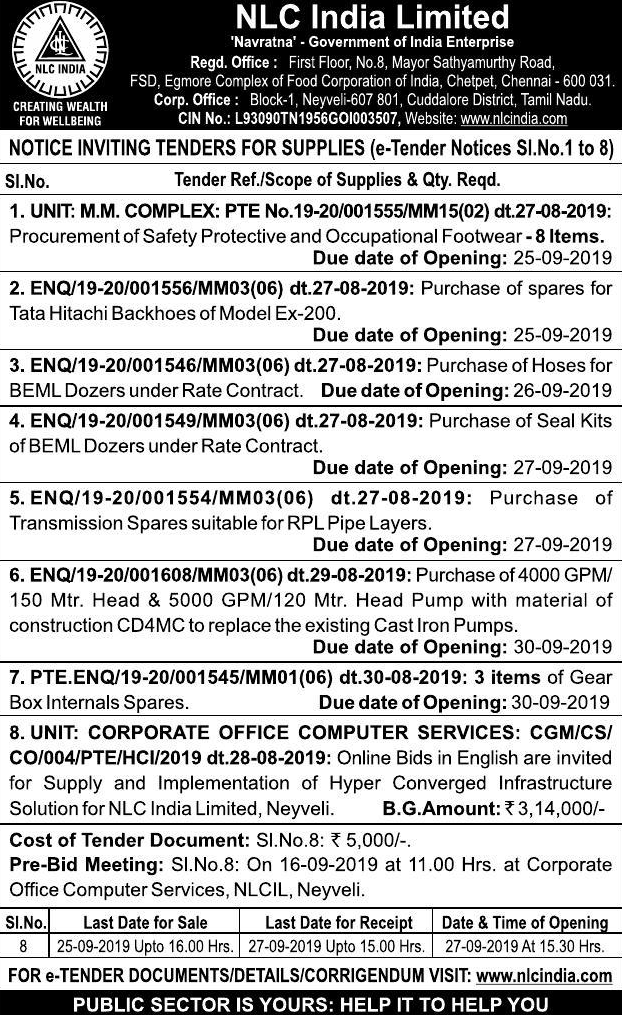 NLC India Limited
'Navratna' - Government of India Enterprise
Regd. Office : First Floor, No.8, Mayor Sathyamurthy Road,
FSD, Egmore Complex of Food Corporation of India, Chetpet, Chennai - 600 031.
Corp. Office : Block-1, Neyveli-607 801, Cuddalore District, Tamil Nadu.
CIN No.: L93090TN1956GOI003507, Website: www.nlcindia.com
NLC INDIA
CREATING WEALTH
FOR WELLBEING
NOTICE INVITING TENDERS FOR SUPPLIES (e-Tender Notices Sl.No.1 to 8)
Sl.No. Tender Ref./Scope of Supplies & Qty. Reqd.
1. UNIT: M.M. COMPLEX: PTE No.19-20/001555/MM15(02) dt.27-08-2019:
Procurement of Safety Protective and Occupational Footwear - 8 Items.
Due date of Opening: 25-09-2019
2. ENQ/19-20/001556/MM03(06) dt.27-08-2019: Purchase of spares for
Tata Hitachi Backhoes of Model Ex-200.
Due date of Opening: 25-09-2019
3. ENQ/19-20/001546/MM03(06) dt.27-08-2019: Purchase of Hoses for
BEML Dozers under Rate Contract. Due date of Opening: 26-09-2019
4. ENQ/19-20/001549/MM03(06) dt.27-08-2019: Purchase of Seal Kits
of BEML Dozers under Rate Contract.
Due date of Opening: 27-09-2019
5. ENQ/19-20/001554/MM03(06) dt.27-08-2019: Purchase of
Transmission Spares suitable for RPL Pipe Layers.
Due date of Opening: 27-09-2019
6. ENQ/19-20/001608/MM03(06) dt.29-08-2019: Purchase of 4000 GPM/
150 Mtr. Head & 5000 GPM/120 Mtr. Head Pump with material of
construction CD4MC to replace the existing Cast Iron Pumps.
Due date of Opening: 30-09-2019
7. PTE.ENQ/19-20/001545/MM01(06) dt.30-08-2019: 3 items of Gear
Box Internals Spares. Due date of Opening: 30-09-2019
8. UNIT: CORPORATE OFFICE COMPUTER SERVICES: CGM/CS/
CO/004/PTE/HCI/2019 dt.28-08-2019: Online Bids in English are invited
for Supply and Implementation of Hyper Converged Infrastructure
Solution for NLC India Limited, Neyveli. B.G.Amount: ₹ 3,14,000/-
Cost of Tender Document: Sl.No.8: ₹ 5,000/-.
Pre-Bid Meeting: Sl.No.8: On 16-09-2019 at 11.00 Hrs. at Corporate
Office Computer Services, NLCIL, Neyveli.
Sl.No. Last Date for Sale Last Date for Receipt Date & Time of Opening
8 25-09-2019 Upto 16.00 Hrs. 27-09-2019 Upto 15.00 Hrs. 27-09-2019 At 15.30 Hrs.
FOR e-TENDER DOCUMENTS/DETAILS/CORRIGENDUM VISIT: www.nlcindia.com
PUBLIC SECTOR IS YOURS: HELP IT TO HELP YOU